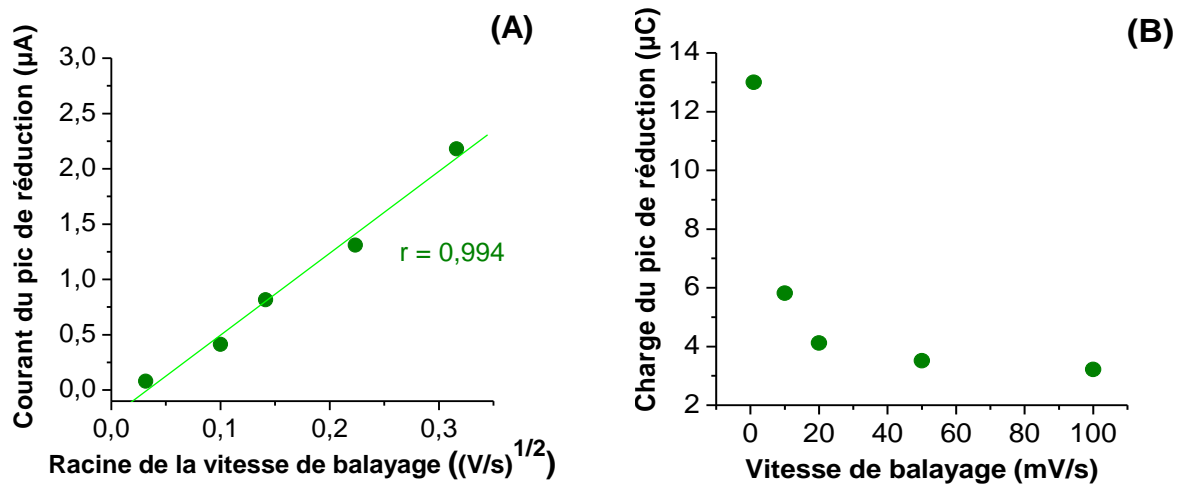 (A)
Courant du pic de réduction (µA)
3,0
2,5
2,0
1,5
1,0
0,5
0,0
r = 0,994
0,0 0,1 0,2 0,3
Racine de la vitesse de balayage ((V/s)^1/2)
(B)
Charge du pic de réduction (µC)
14
12
10
8
6
4
2
0 20 40 60 80 100
Vitesse de balayage (mV/s)